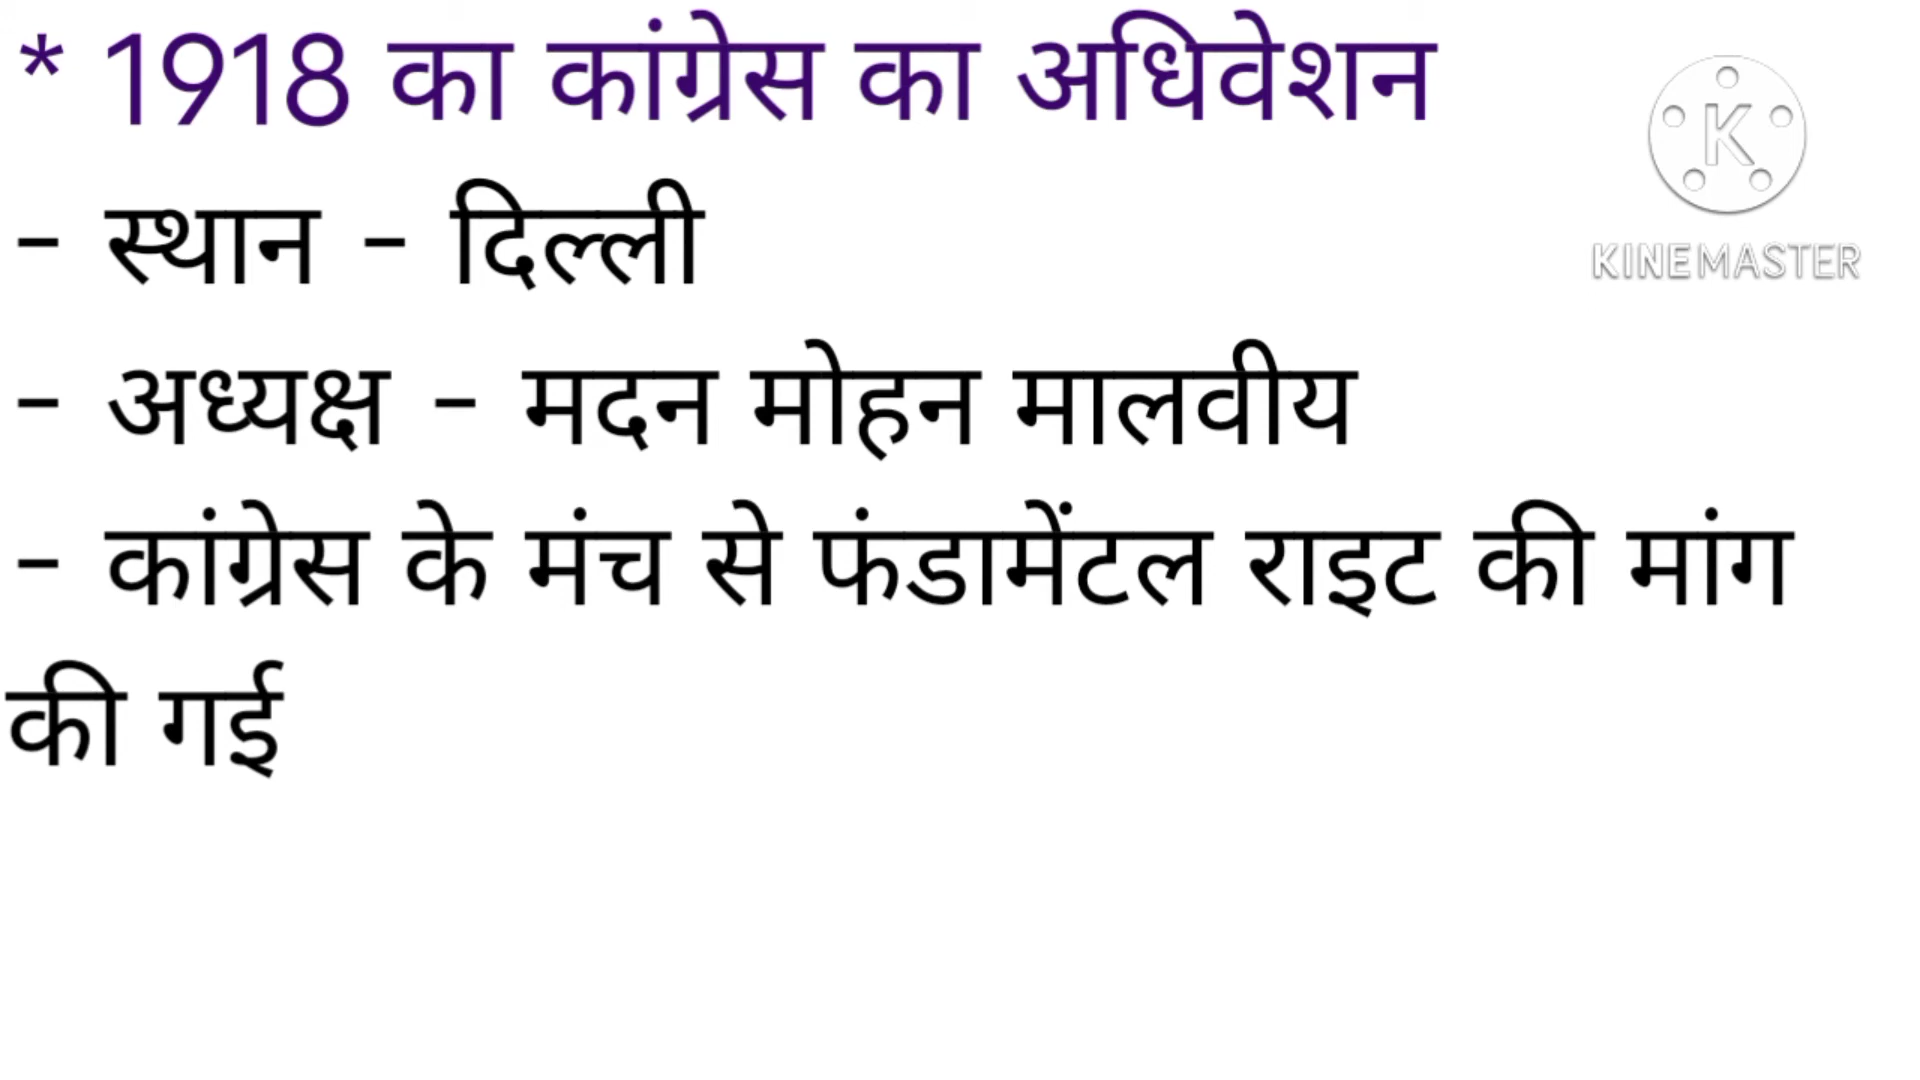 * 1918 का कांग्रेस का अधिवेशन
- स्थान - दिल्ली
- अध्यक्ष - मदन मोहन मालवीय
- कांग्रेस के मंच से फंडामेंटल राइट की मांग
की गई
K
KINEMASTER